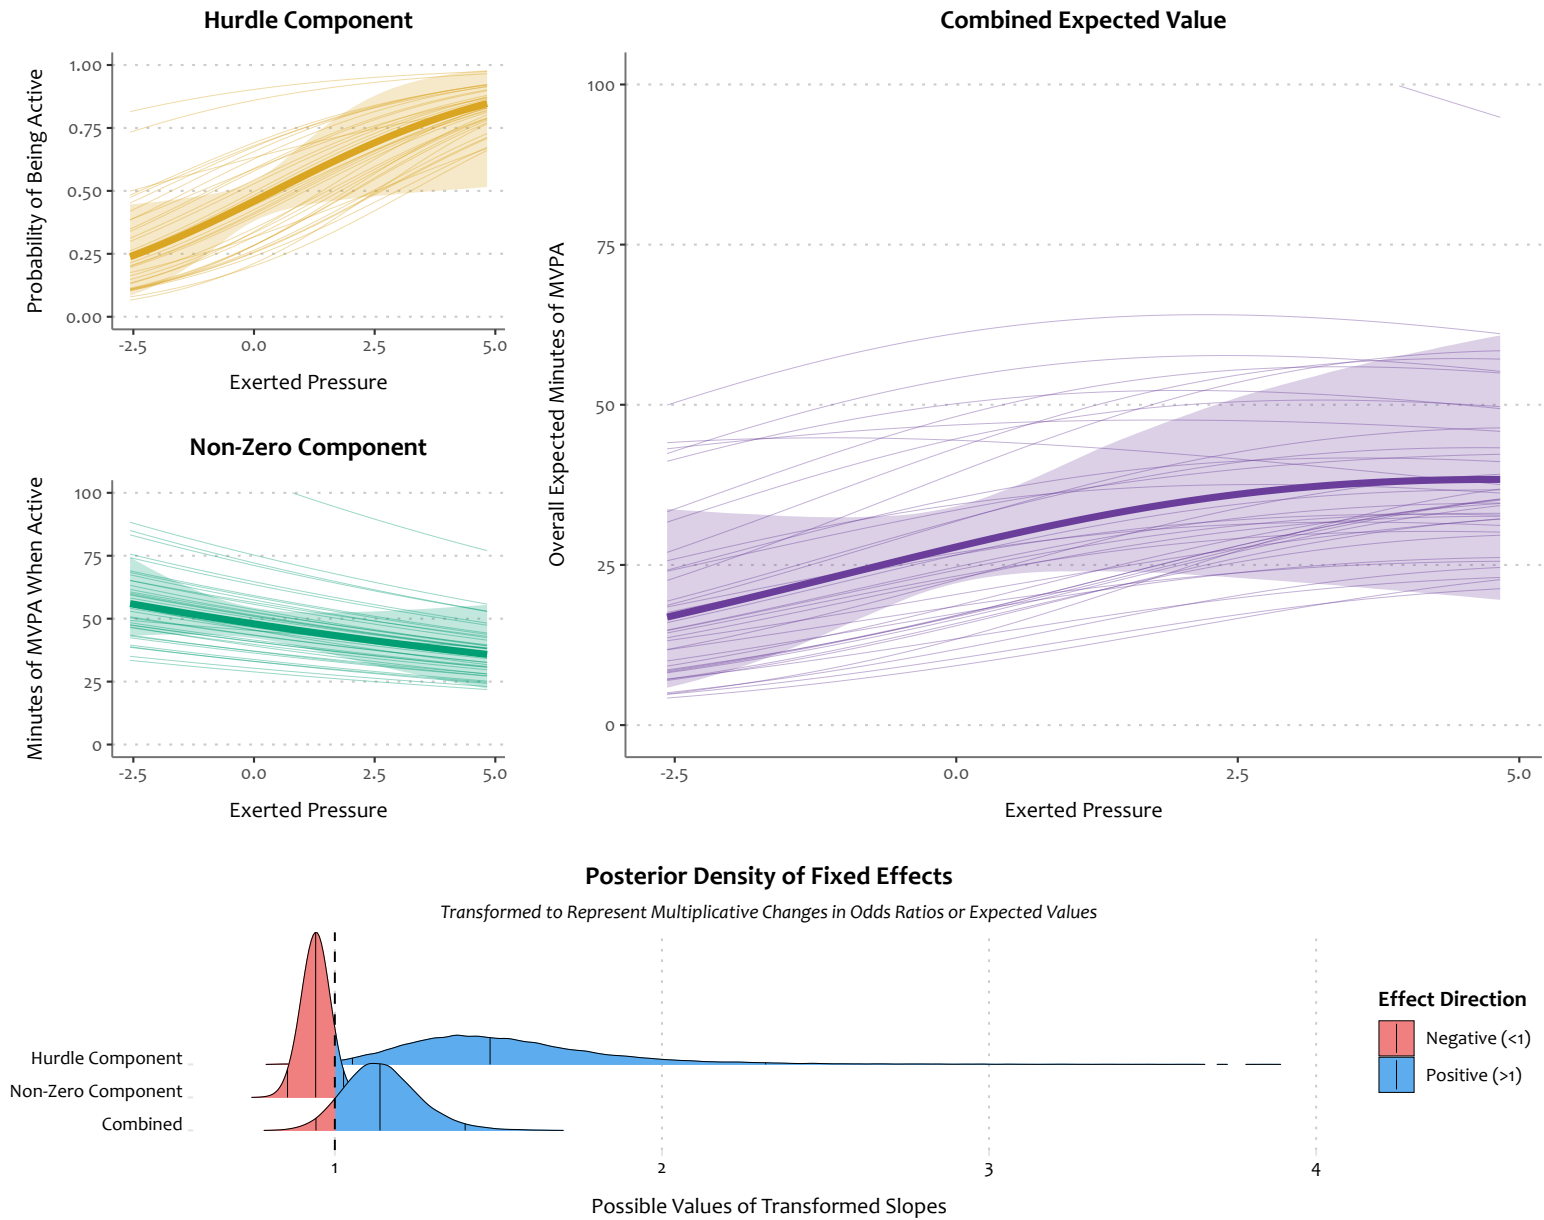 Hurdle Component
Probability of Being Active
1.00
0.75
0.50
0.25
0.00
-2.5 0.0 2.5 5.0
Exerted Pressure
Non-Zero Component
Minutes of MVPA When Active
100
75
50
25
0
-2.5 0.0 2.5 5.0
Exerted Pressure
Combined Expected Value
Overall Expected Minutes of MVPA
100
75
50
25
0
-2.5 0.0 2.5 5.0
Exerted Pressure
Posterior Density of Fixed Effects
Transformed to Represent Multiplicative Changes in Odds Ratios or Expected Values
Hurdle Component
Non-Zero Component
Combined
1 2 3 4
Possible Values of Transformed Slopes
Effect Direction
Negative (<1)
Positive (>1)